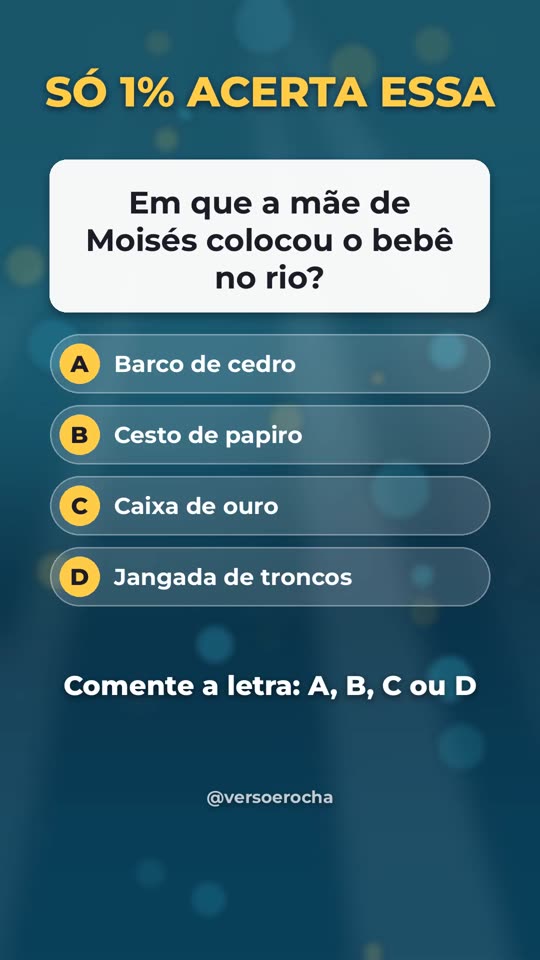 SÓ 1% ACERTA ESSA
Em que a mãe de
Moisés colocou o bebê
no rio?
A Barco de cedro
B Cesto de papiro
C Caixa de ouro
D Jangada de troncos
Comente a letra: A, B, C ou D
@versoerocha